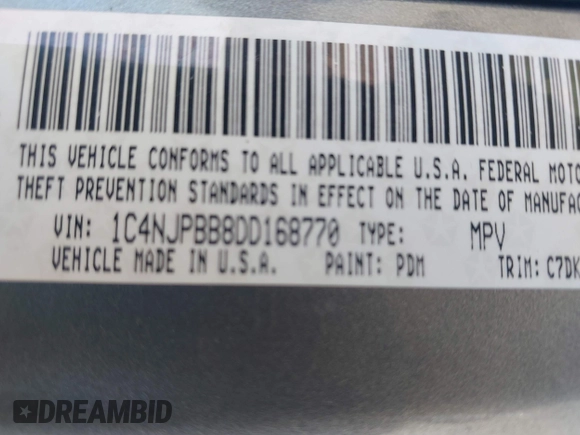 THIS VEHICLE CONFORMS TO ALL APPLICABLE U.S.A. FEDERAL MOTO
THEFT PREVENTION STANDARDS IN EFFECT ON THE DATE OF MANUFAC
VIN: 1C4NJPBB8DD168770 TYPE: MPV
VEHICLE MADE IN U.S.A. PAINT: PDM TRIM: C7DK
DREAMBID